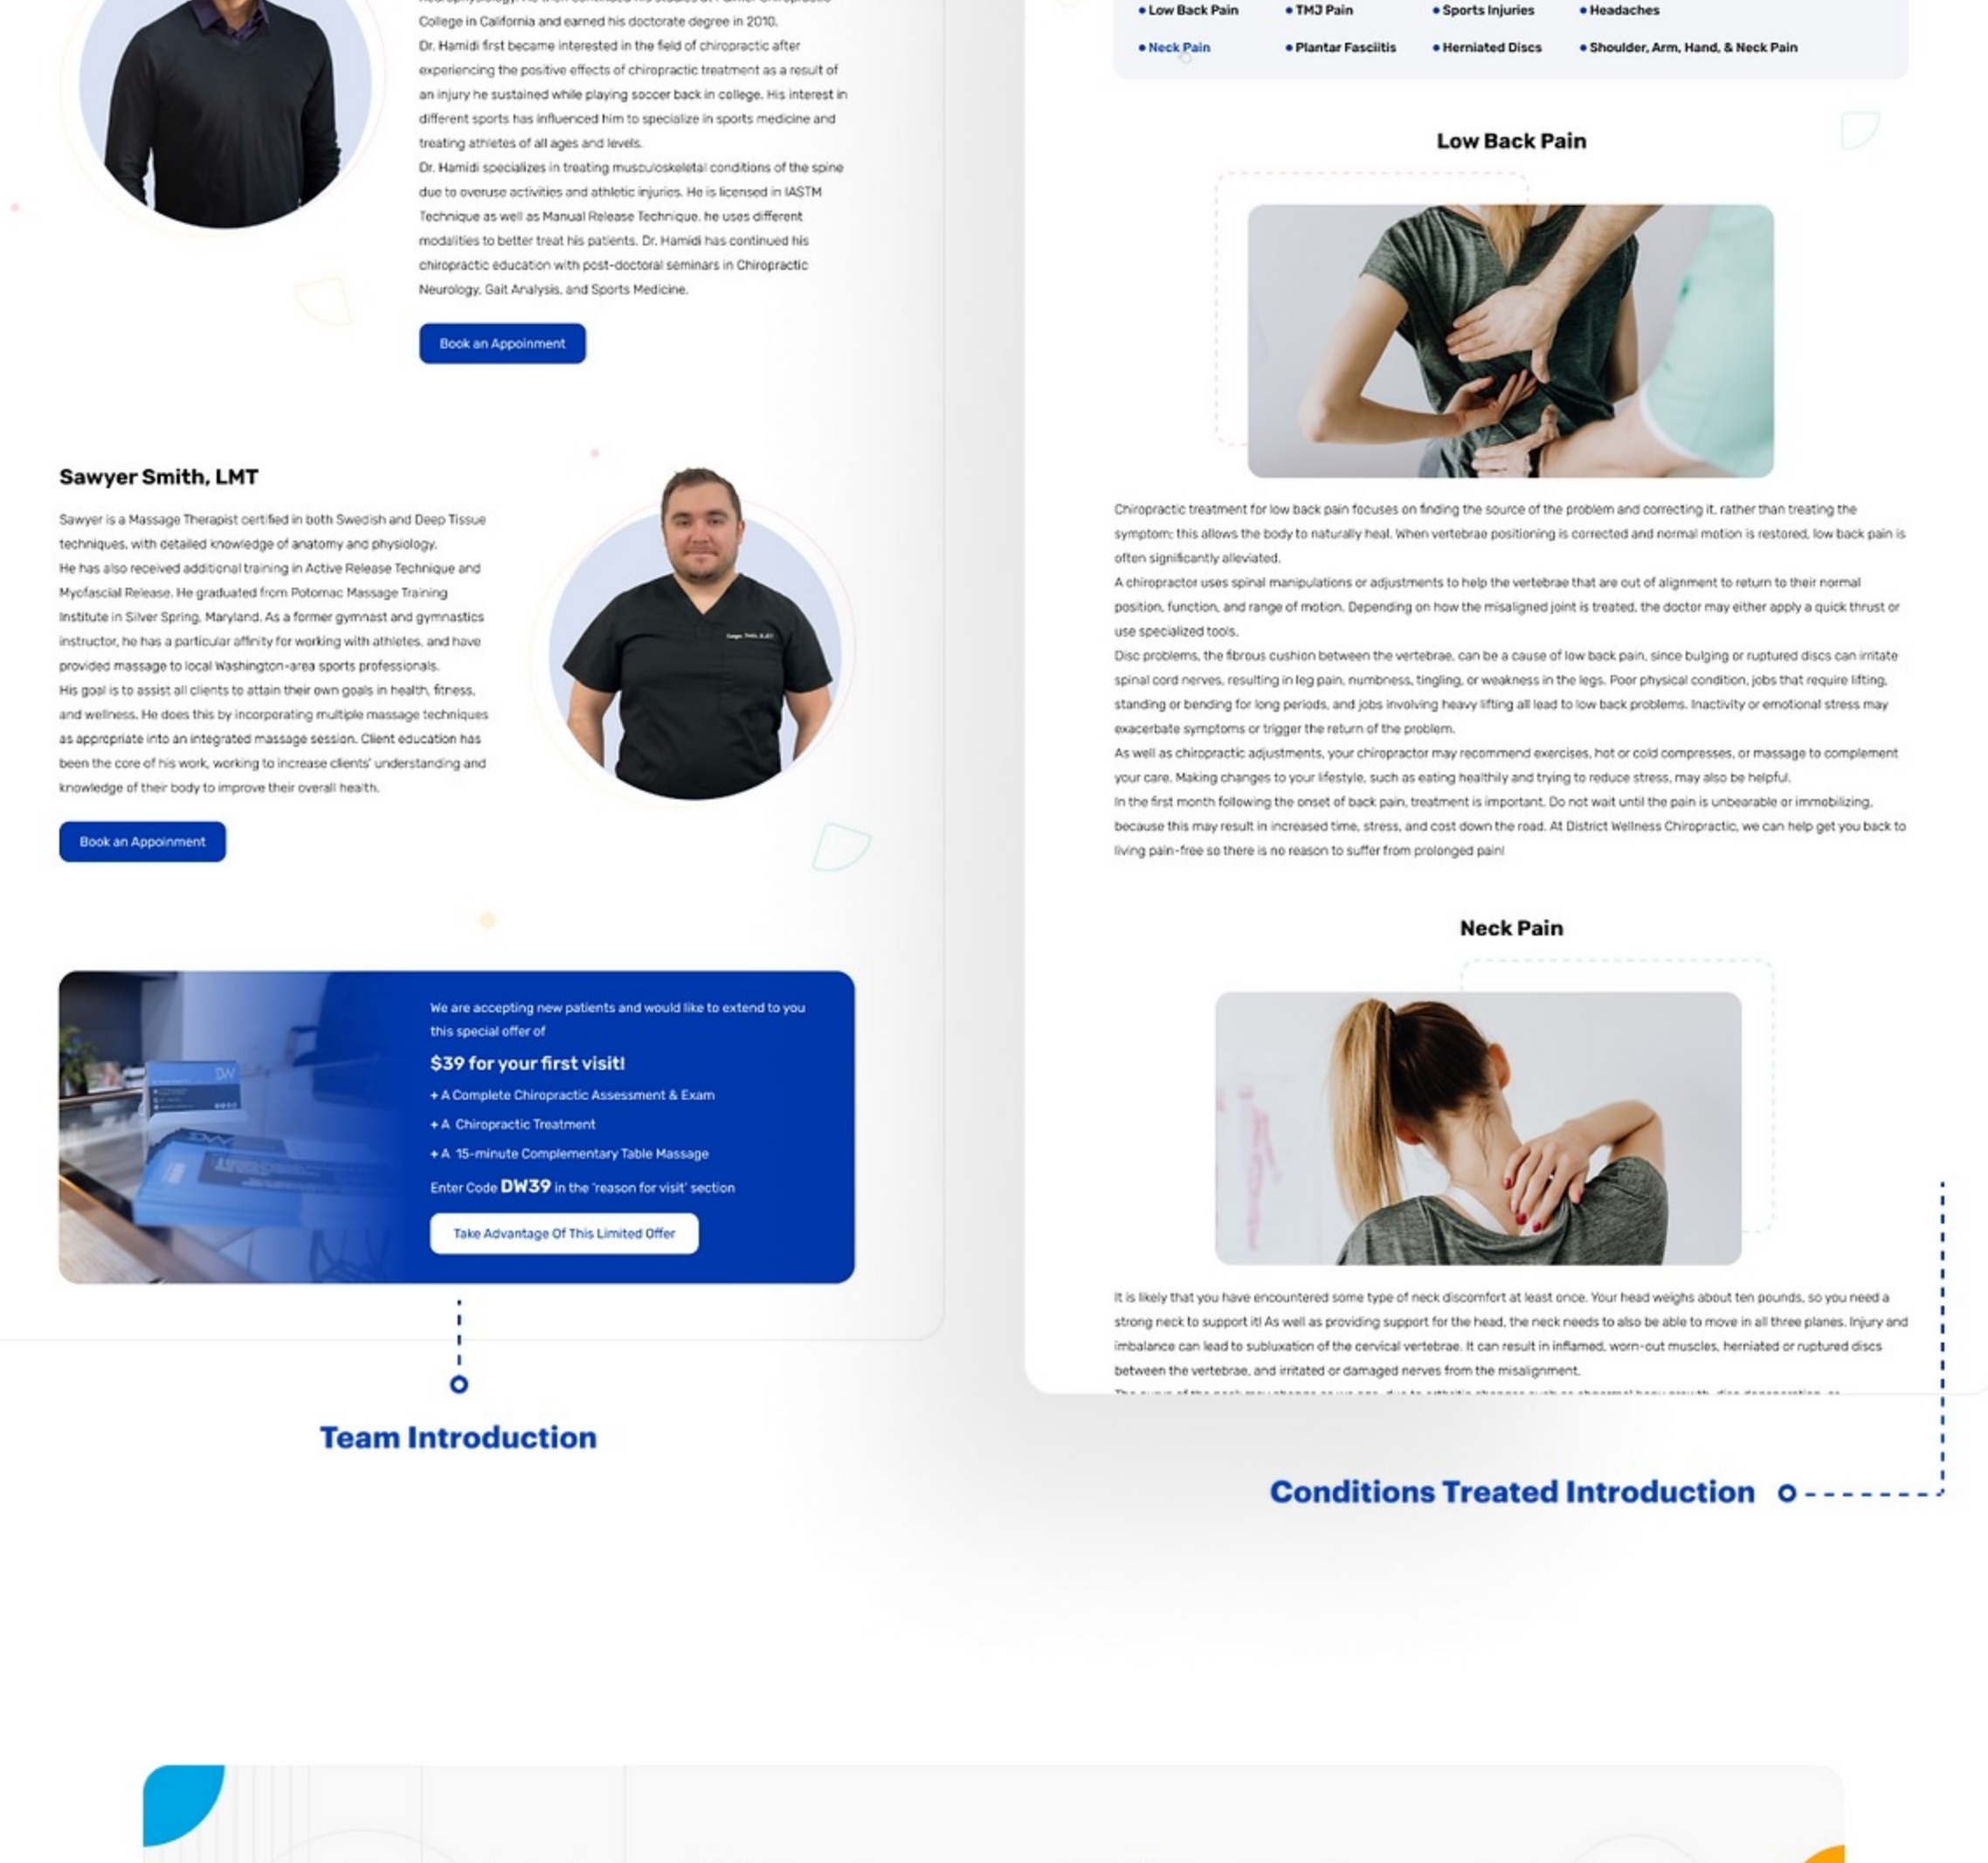 College in California and earned his doctorate degree in 2010.
Dr. Hamidi first became interested in the field of chiropractic after
experiencing the positive effects of chiropractic treatment as a result of
an injury he sustained while playing soccer back in college. His interest in
different sports has influenced him to specialize in sports medicine and
treating athletes of all ages and levels.
Dr. Hamidi specializes in treating musculoskeletal conditions of the spine
due to overuse activities and athletic injuries. He is licensed in IASTM
Technique as well as Manual Release Technique, he uses different
modalities to better treat his patients. Dr. Hamidi has continued his
chiropractic education with post-doctoral seminars in Chiropractic
Neurology, Gait Analysis, and Sports Medicine.
Book an Appoinment
Sawyer Smith, LMT
Sawyer is a Massage Therapist certified in both Swedish and Deep Tissue
techniques, with detailed knowledge of anatomy and physiology.
He has also received additional training in Active Release Technique and
Myofascial Release. He graduated from Potomac Massage Training
Institute in Silver Spring, Maryland. As a former gymnast and gymnastics
instructor, he has a particular affinity for working with athletes, and have
provided massage to local Washington-area sports professionals.
His goal is to assist all clients to attain their own goals in health, fitness,
and wellness. He does this by incorporating multiple massage techniques
as appropriate into an integrated massage session. Client education has
been the core of his work, working to increase clients' understanding and
knowledge of their body to improve their overall health.
Book an Appoinment
We are accepting new patients and would like to extend to you
this special offer of
$39 for your first visit!
+ A Complete Chiropractic Assessment & Exam
+ A Chiropractic Treatment
+ A 15-minute Complementary Table Massage
Enter Code DW39 in the 'reason for visit' section
Take Advantage Of This Limited Offer
DW
DW
Team Introduction
• Low Back Pain • TMJ Pain • Sports Injuries • Headaches
• Neck Pain • Plantar Fasciitis • Herniated Discs • Shoulder, Arm, Hand, & Neck Pain
Low Back Pain
Chiropractic treatment for low back pain focuses on finding the source of the problem and correcting it, rather than treating the
symptom; this allows the body to naturally heal. When vertebrae positioning is corrected and normal motion is restored, low back pain is
often significantly alleviated.
A chiropractor uses spinal manipulations or adjustments to help the vertebrae that are out of alignment to return to their normal
position, function, and range of motion. Depending on how the misaligned joint is treated, the doctor may either apply a quick thrust or
use specialized tools.
Disc problems, the fibrous cushion between the vertebrae, can be a cause of low back pain, since bulging or ruptured discs can irritate
spinal cord nerves, resulting in leg pain, numbness, tingling, or weakness in the legs. Poor physical condition, jobs that require lifting,
standing or bending for long periods, and jobs involving heavy lifting all lead to low back problems. Inactivity or emotional stress may
exacerbate symptoms or trigger the return of the problem.
As well as chiropractic adjustments, your chiropractor may recommend exercises, hot or cold compresses, or massage to complement
your care. Making changes to your lifestyle, such as eating healthily and trying to reduce stress, may also be helpful.
In the first month following the onset of back pain, treatment is important. Do not wait until the pain is unbearable or immobilizing,
because this may result in increased time, stress, and cost down the road. At District Wellness Chiropractic, we can help get you back to
living pain-free so there is no reason to suffer from prolonged pain!
Neck Pain
It is likely that you have encountered some type of neck discomfort at least once. Your head weighs about ten pounds, so you need a
strong neck to support it! As well as providing support for the head, the neck needs to also be able to move in all three planes. Injury and
imbalance can lead to subluxation of the cervical vertebrae. It can result in inflamed, worn-out muscles, herniated or ruptured discs
between the vertebrae, and irritated or damaged nerves from the misalignment.
Conditions Treated Introduction